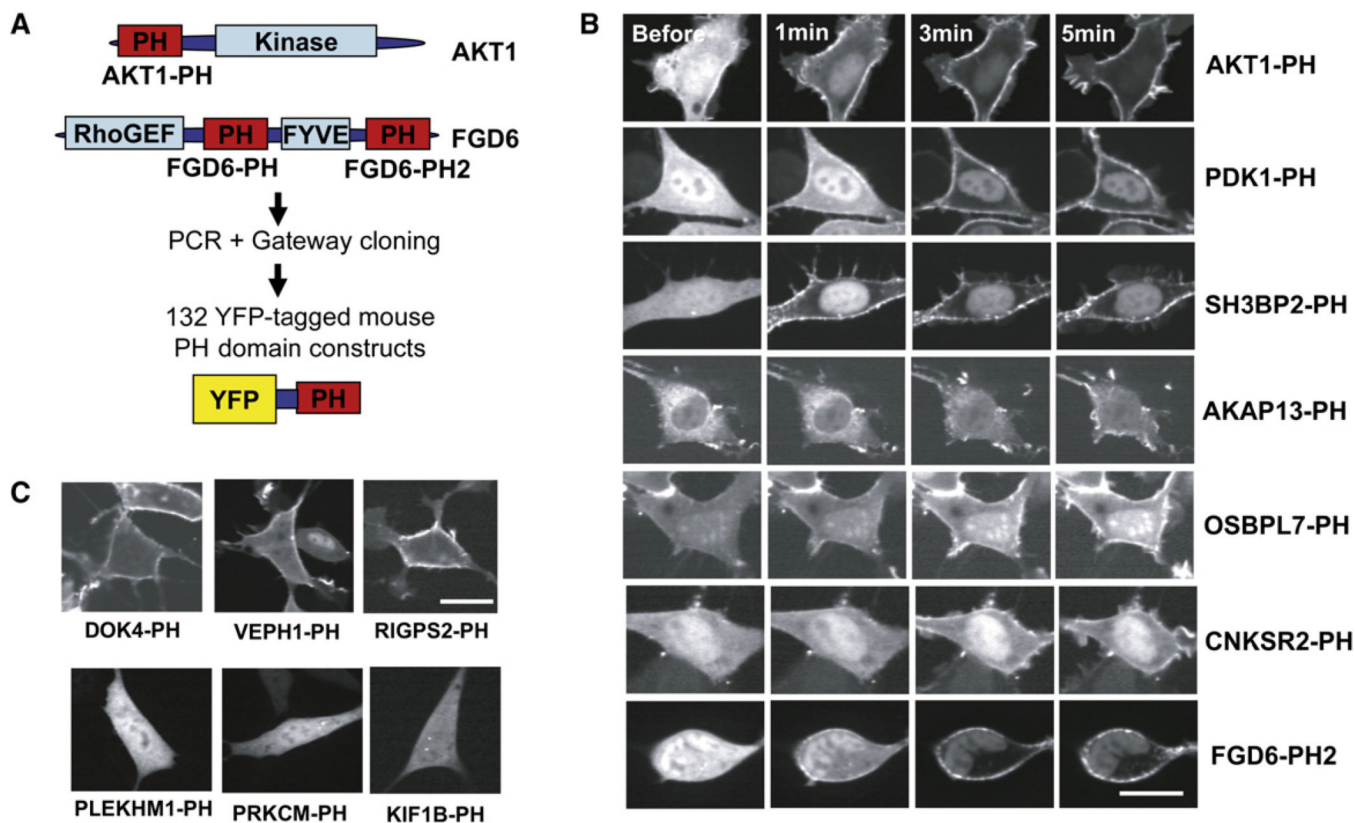 A
PH
Kinase
AKT1
AKT1-PH
RhoGEF
PH
FYVE
PH
FGD6
FGD6-PH
FGD6-PH2
PCR + Gateway cloning
132 YFP-tagged mouse
PH domain constructs
YFP
PH
B
Before
1min
3min
5min
AKT1-PH
PDK1-PH
SH3BP2-PH
AKAP13-PH
OSBPL7-PH
CNKSR2-PH
FGD6-PH2
C
DOK4-PH
VEPH1-PH
RIGPS2-PH
PLEKHM1-PH
PRKCM-PH
KIF1B-PH